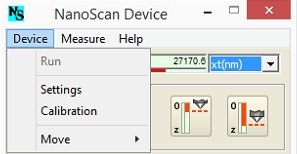 NS NanoScan Device
Device Measure Help
Run
27170.6 xt(nm)
Settings
Calibration
Move
0 z 0 z